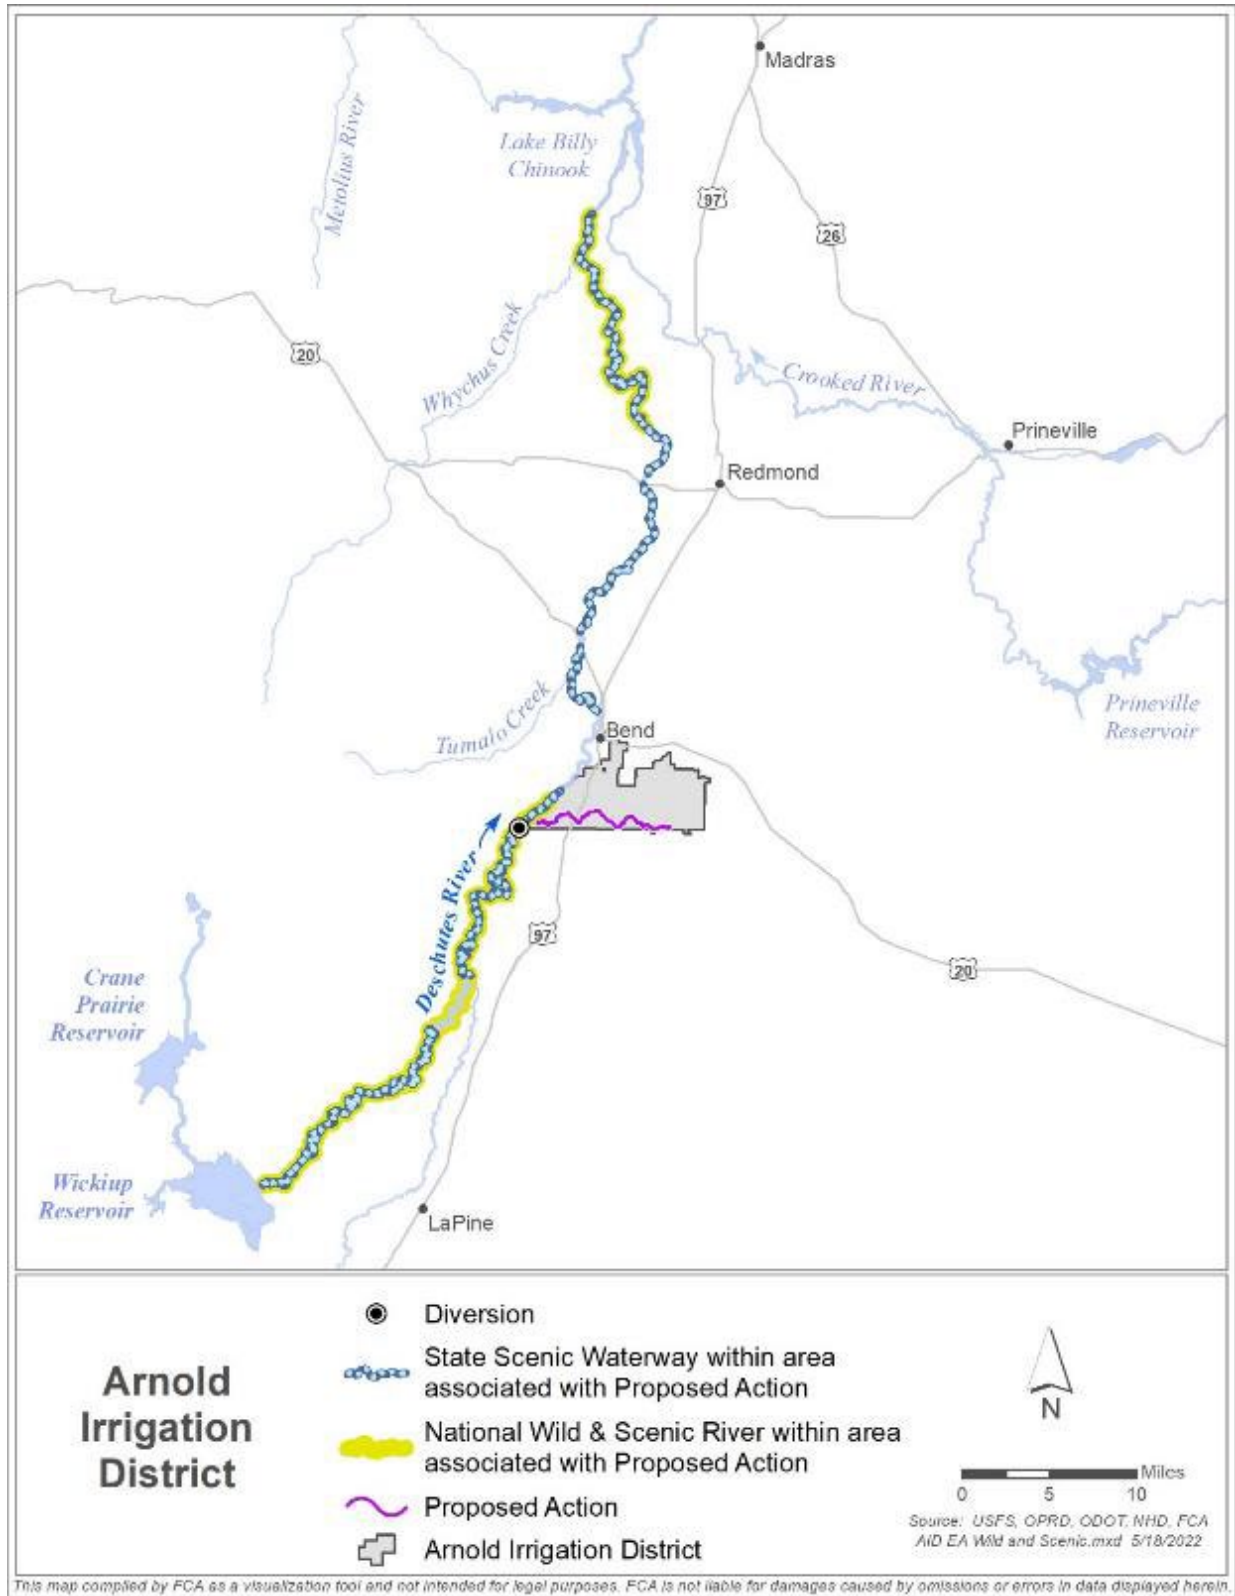 Madras
Metolius River
Lake Billy
Chinook
97
26
20
Whychus Creek
Crooked River
Prineville
Redmond
Tumalo Creek
Bend
Prineville
Reservoir
Deschutes River
97
20
Crane
Prairie
Reservoir
Wickiup
Reservoir
LaPine
Arnold
Irrigation
District
Diversion
State Scenic Waterway within area
associated with Proposed Action
National Wild & Scenic River within area
associated with Proposed Action
Proposed Action
Arnold Irrigation District
N
Miles
0 5 10
Source: USFS, OPRD, ODOT, NHD, FCA
AID EA Wild and Scenic.mxd 5/18/2022
This map compiled by FCA as a visualization tool and not intended for legal purposes. FCA is not liable for damages caused by omissions or errors in data displayed herein.